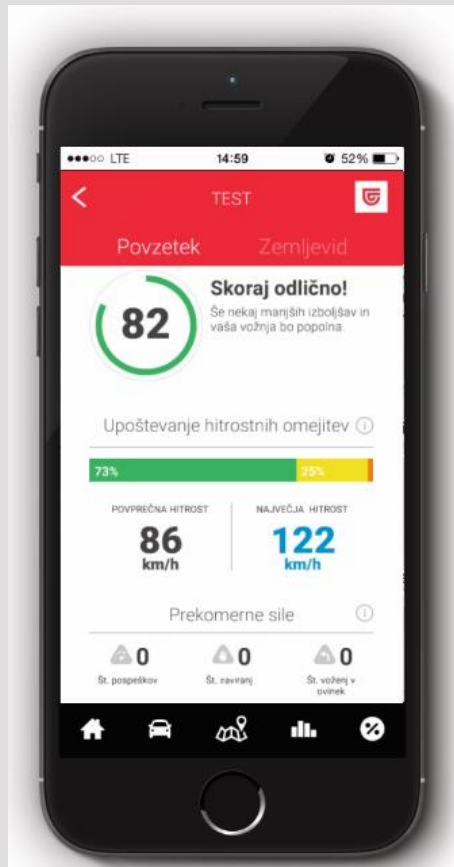 LTE 14:59 52%
TEST
Povzetek Zemljevid
82
Skoraj odlično!
Še nekaj manjših izboljšav in
vaša vožnja bo popolna.
Upoštevanje hitrostnih omejitev
73% 25%
POVPREČNA HITROST NAJVEČJA HITROST
86 122
km/h km/h
Prekomerne sile
0 0 0
Št. pospeškov Št. zaviranj Št. voženj v
ovinek